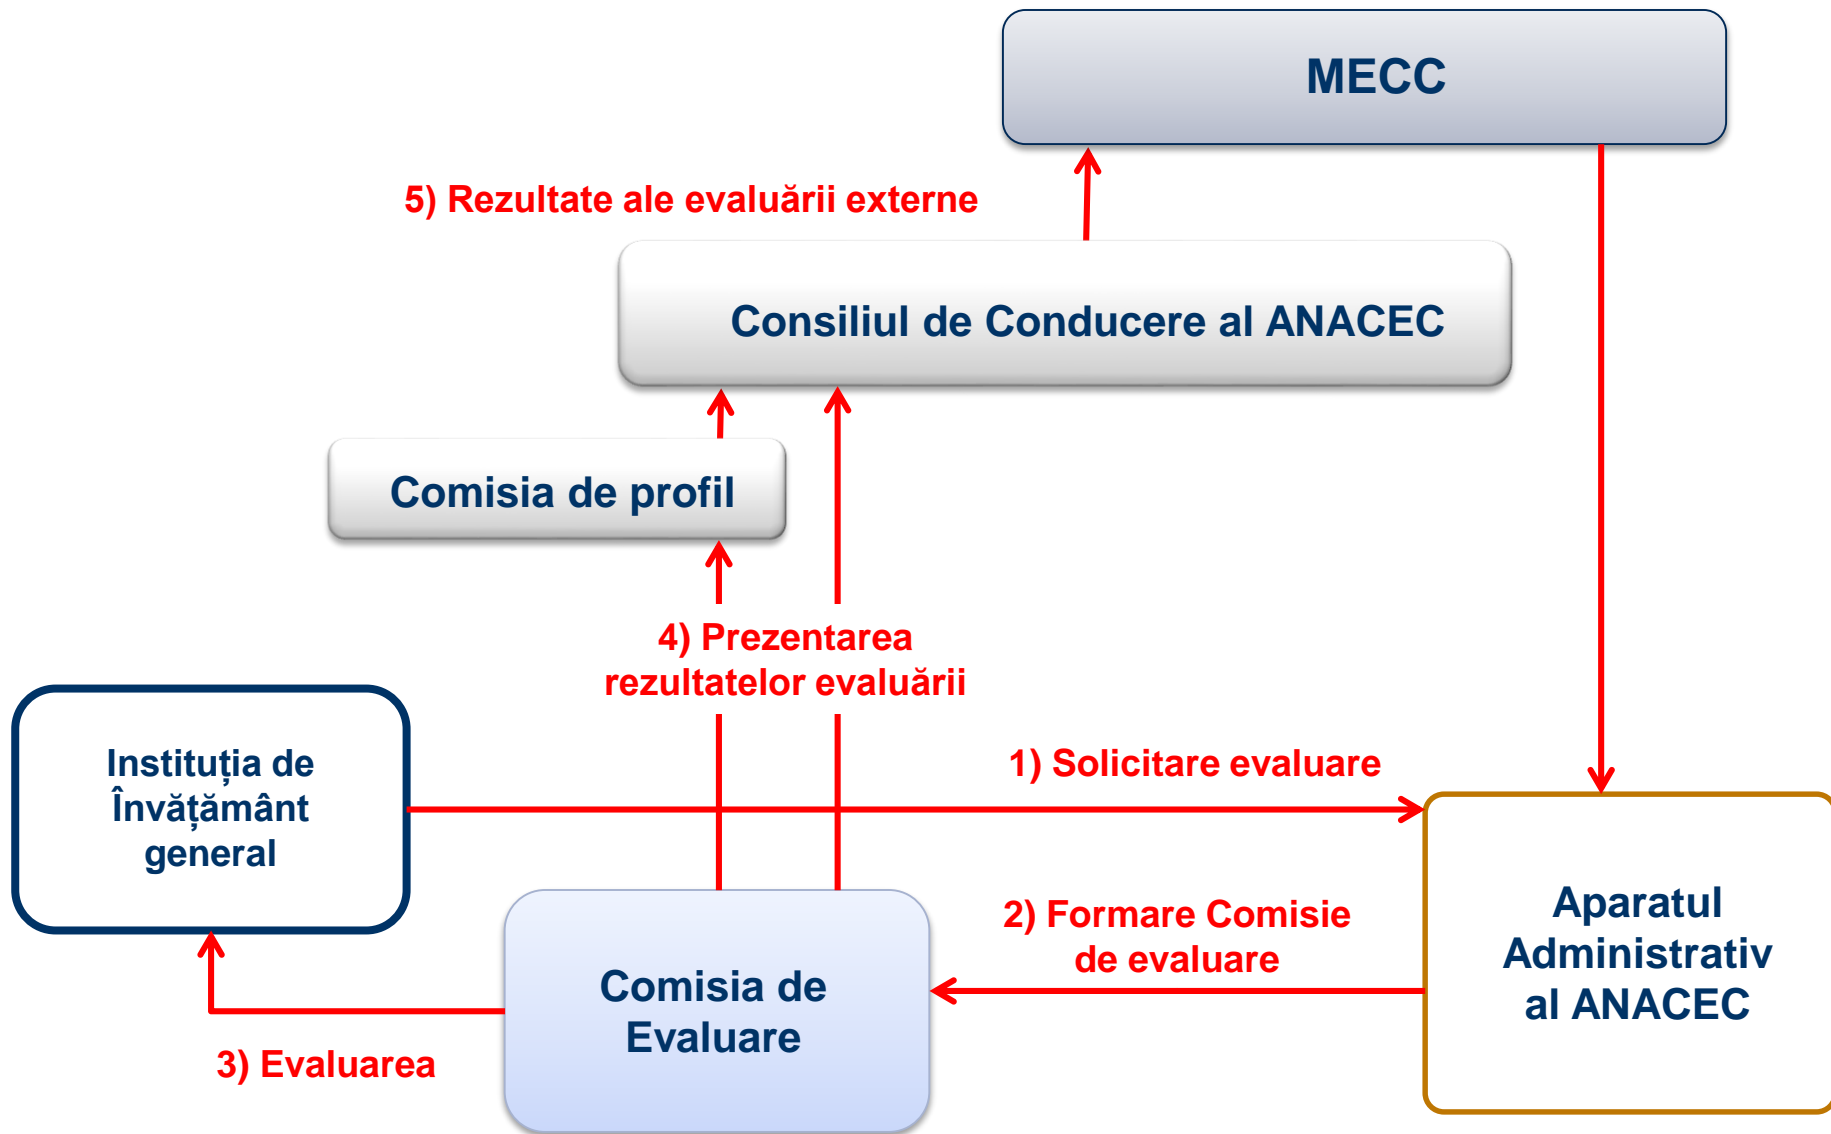 MECC
5) Rezultate ale evaluării externe
Consiliul de Conducere al ANACEC
Comisia de profil
4) Prezentarea
rezultatelor evaluării
Instituția de
Învățământ
general
1) Solicitare evaluare
2) Formare Comisie
de evaluare
Aparatul
Administrativ
al ANACEC
Comisia de
Evaluare
3) Evaluarea